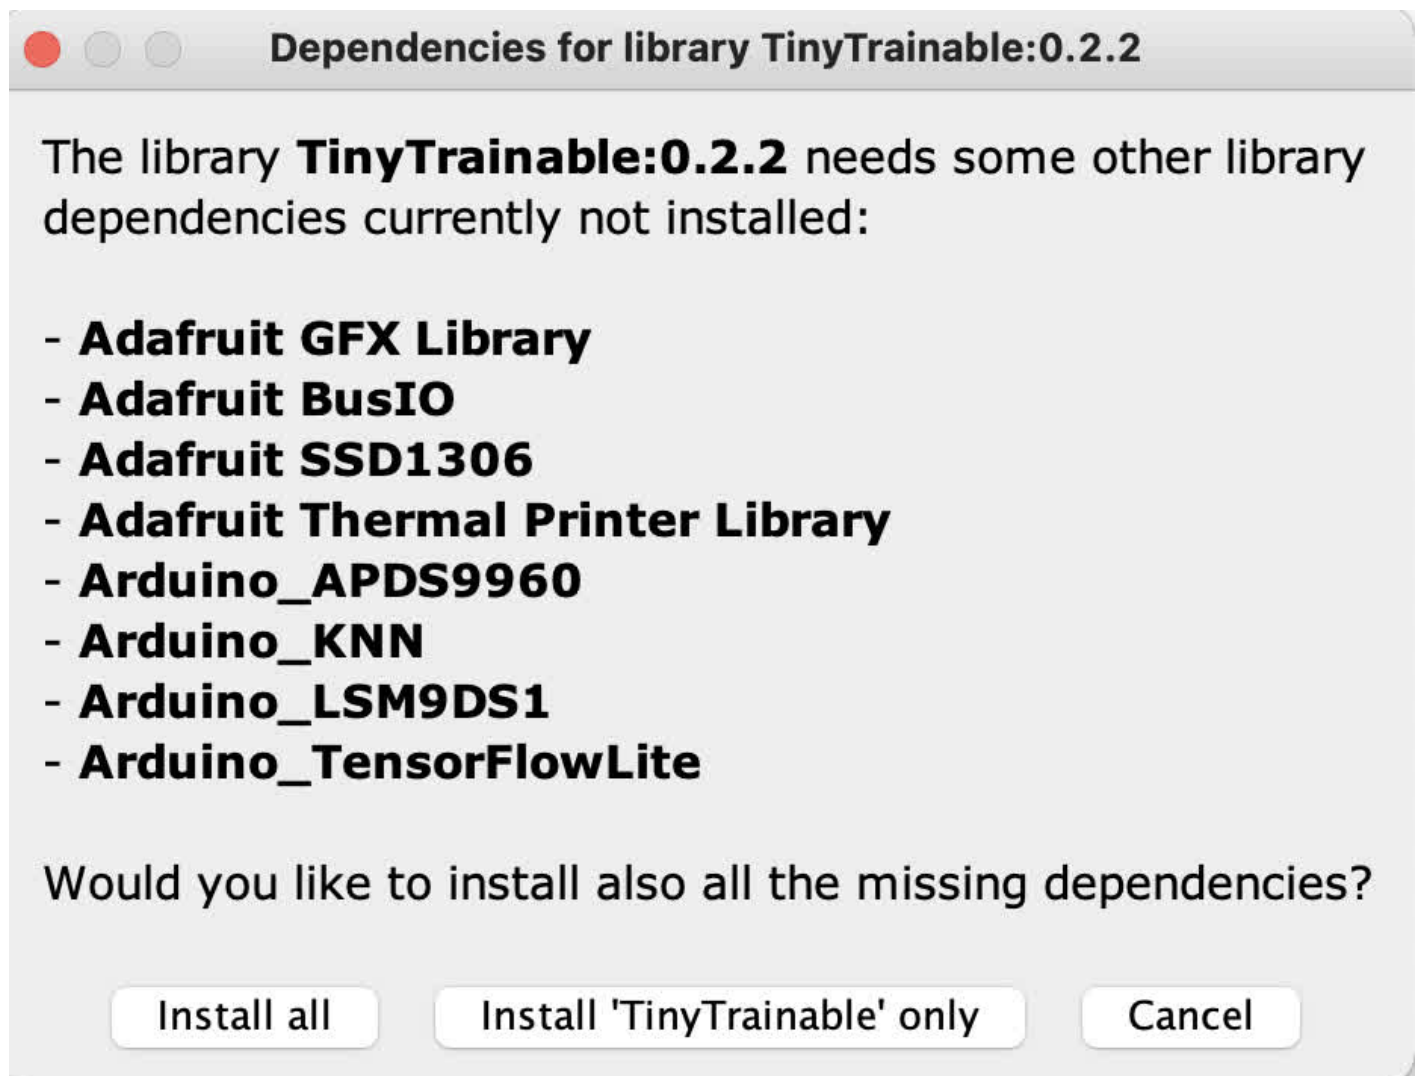 Dependencies for library TinyTrainable:0.2.2
The library TinyTrainable:0.2.2 needs some other library
dependencies currently not installed:
- Adafruit GFX Library
- Adafruit BusIO
- Adafruit SSD1306
- Adafruit Thermal Printer Library
- Arduino_APDS9960
- Arduino_KNN
- Arduino_LSM9DS1
- Arduino_TensorFlowLite
Would you like to install also all the missing dependencies?
Install all
Install 'TinyTrainable' only
Cancel